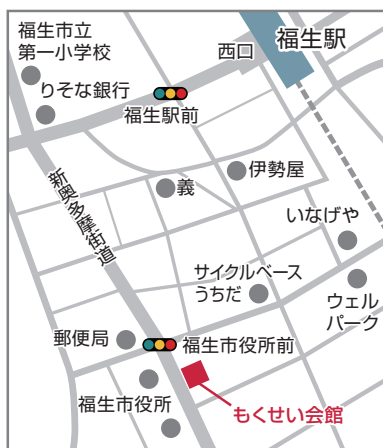 福生市立
第一小学校
西口
福生駅
りそな銀行
福生駅前
伊勢屋
義
新奥多摩街道
いなげや
サイクルベース
うちだ
ウェル
パーク
郵便局
福生市役所前
福生市役所
もくせい会館